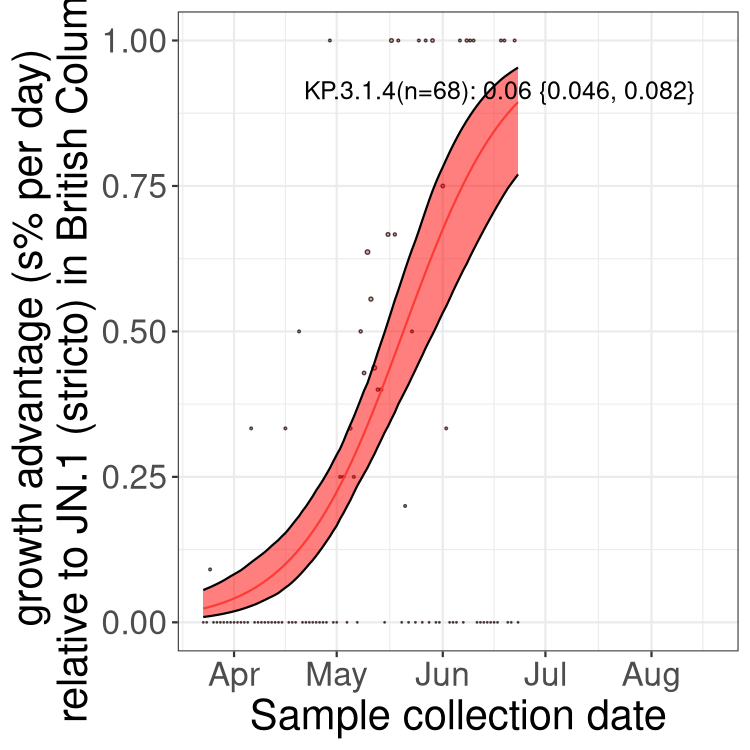 growth advantage (s% per day)
relative to JN.1 (stricto) in British Colum
1.00
0.75
0.50
0.25
0.00
KP.3.1.4(n=68): 0.06 {0.046, 0.082}
Apr May Jun Jul Aug
Sample collection date